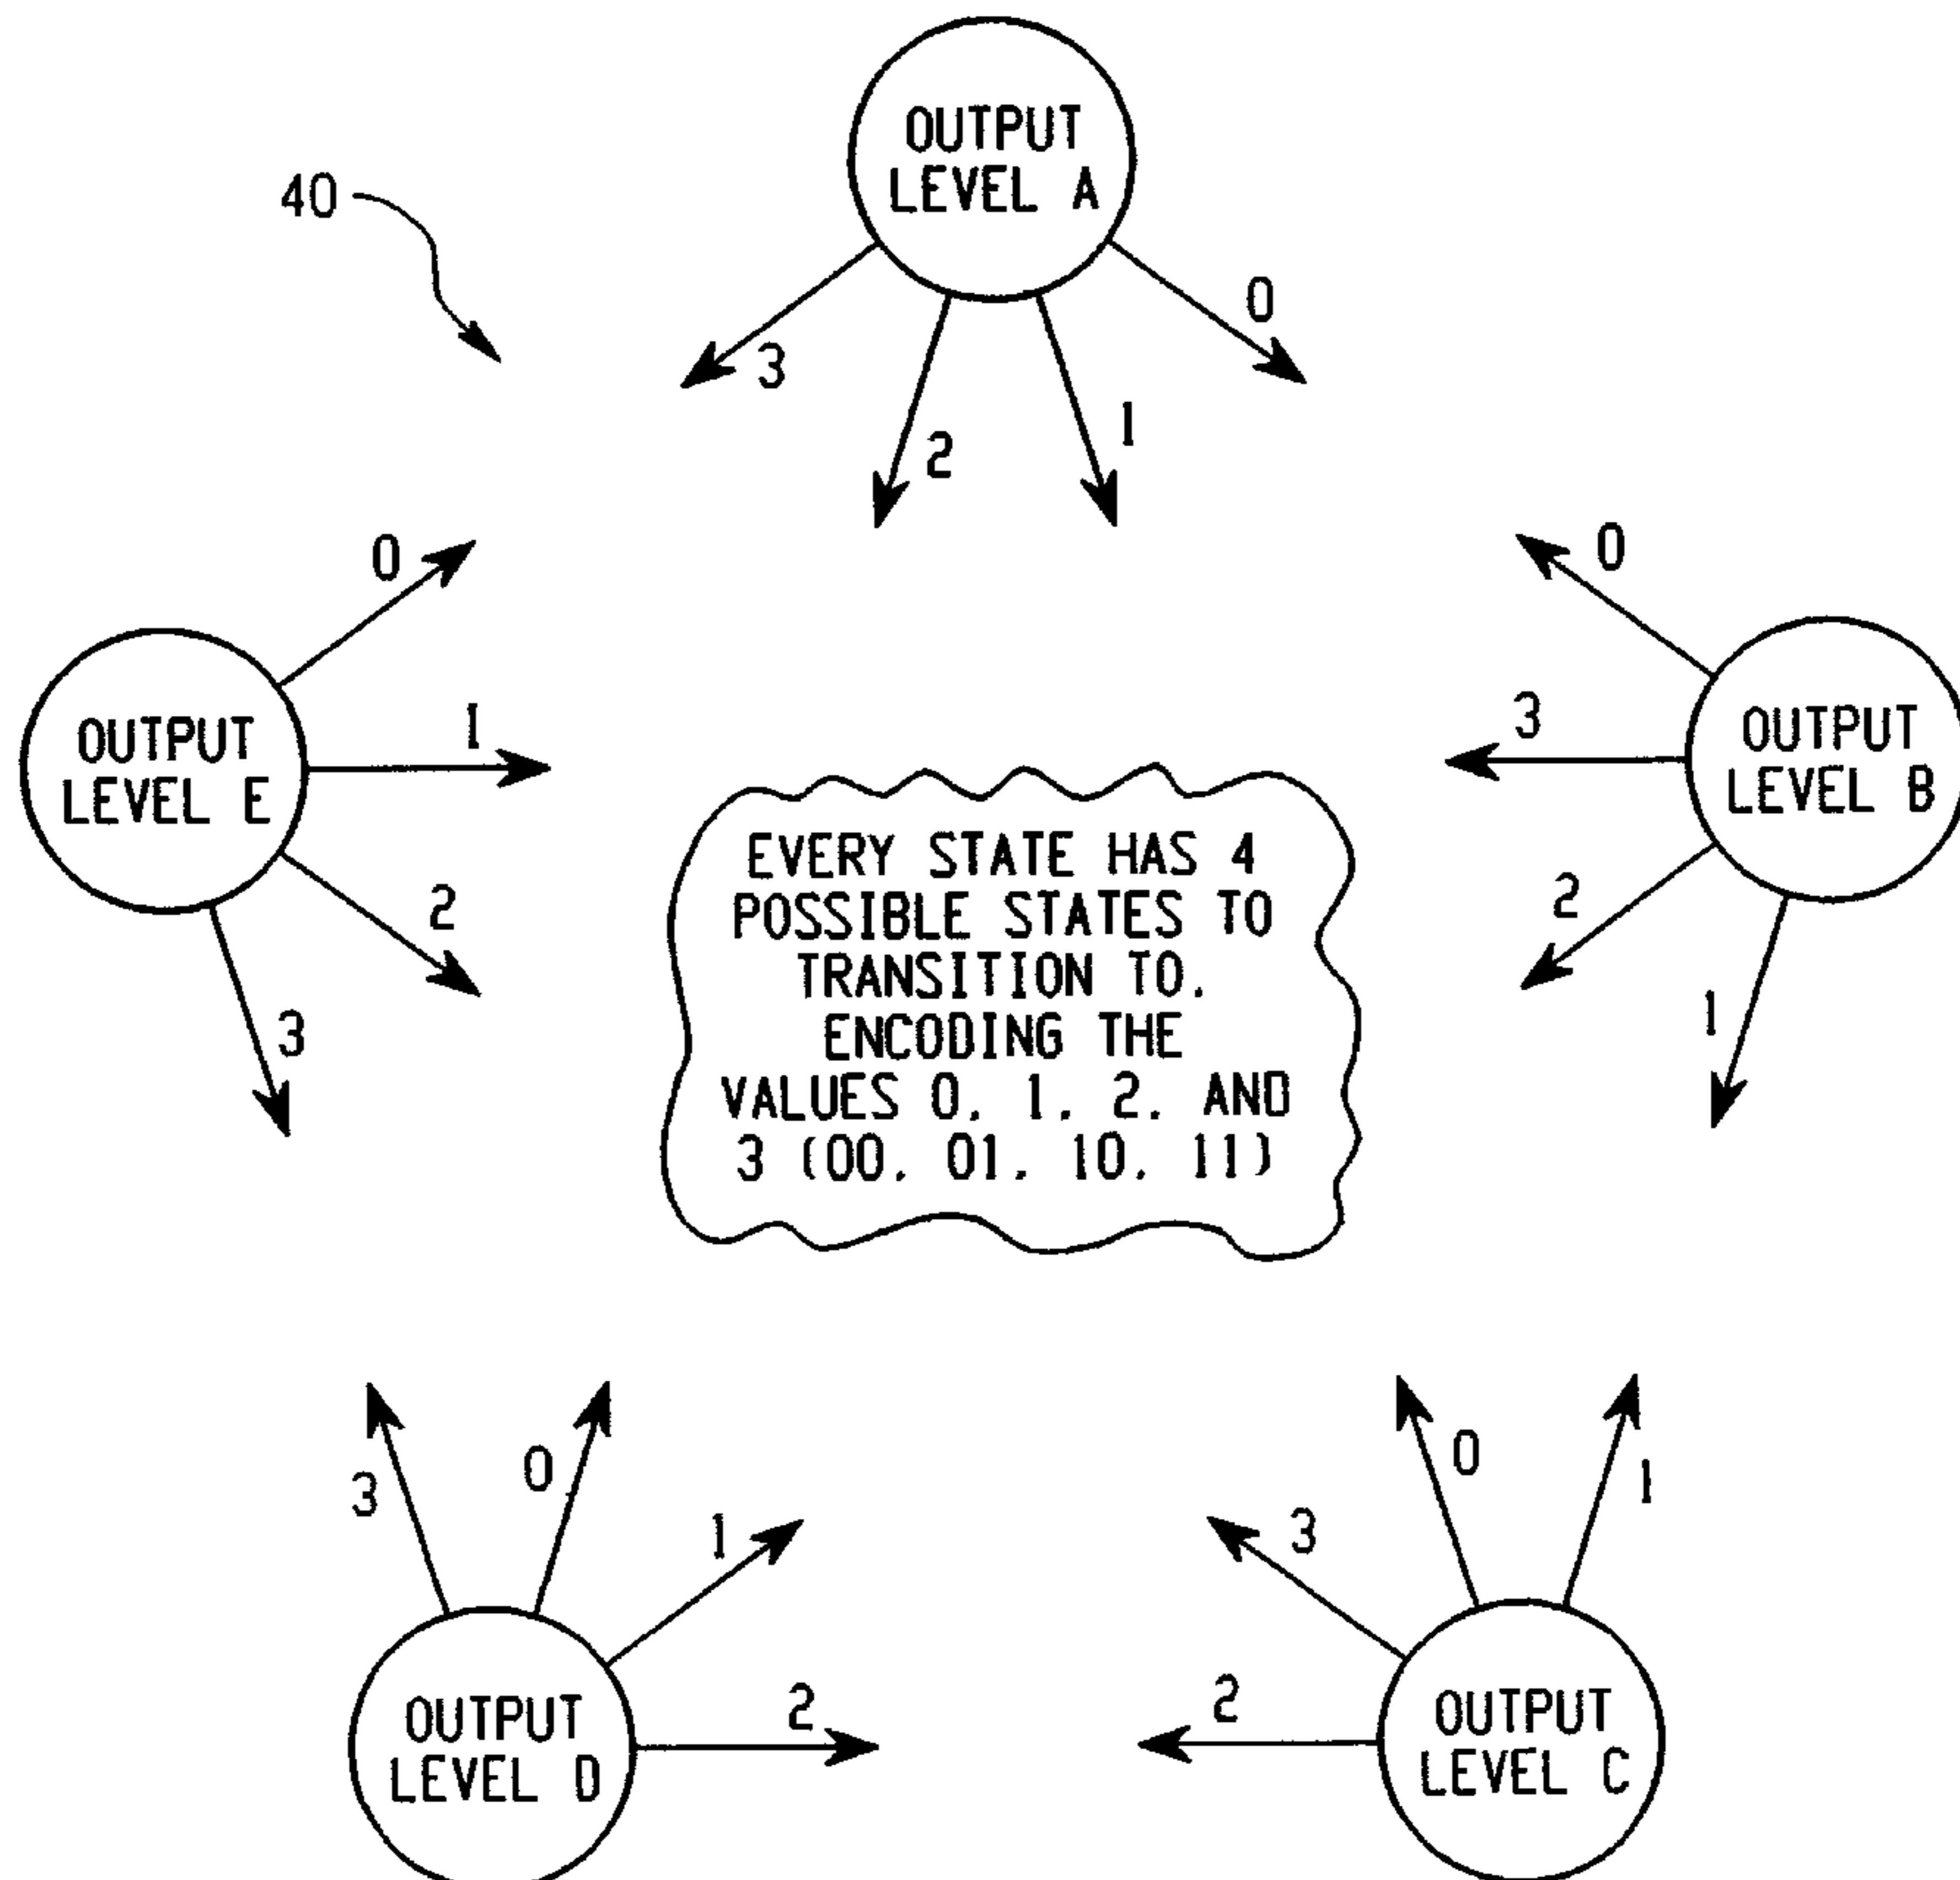 OUTPUT
LEVEL A
40
0
3
1
2
0
0
1
3
OUTPUT
LEVEL E
OUTPUT
LEVEL B
2
2
3
1
EVERY STATE HAS 4
POSSIBLE STATES TO
TRANSITION TO.
ENCODING THE
VALUES 0, 1, 2, AND
3 (00, 01, 10, 11)
3
0
1
2
0
1
3
2
OUTPUT
LEVEL D
OUTPUT
LEVEL C